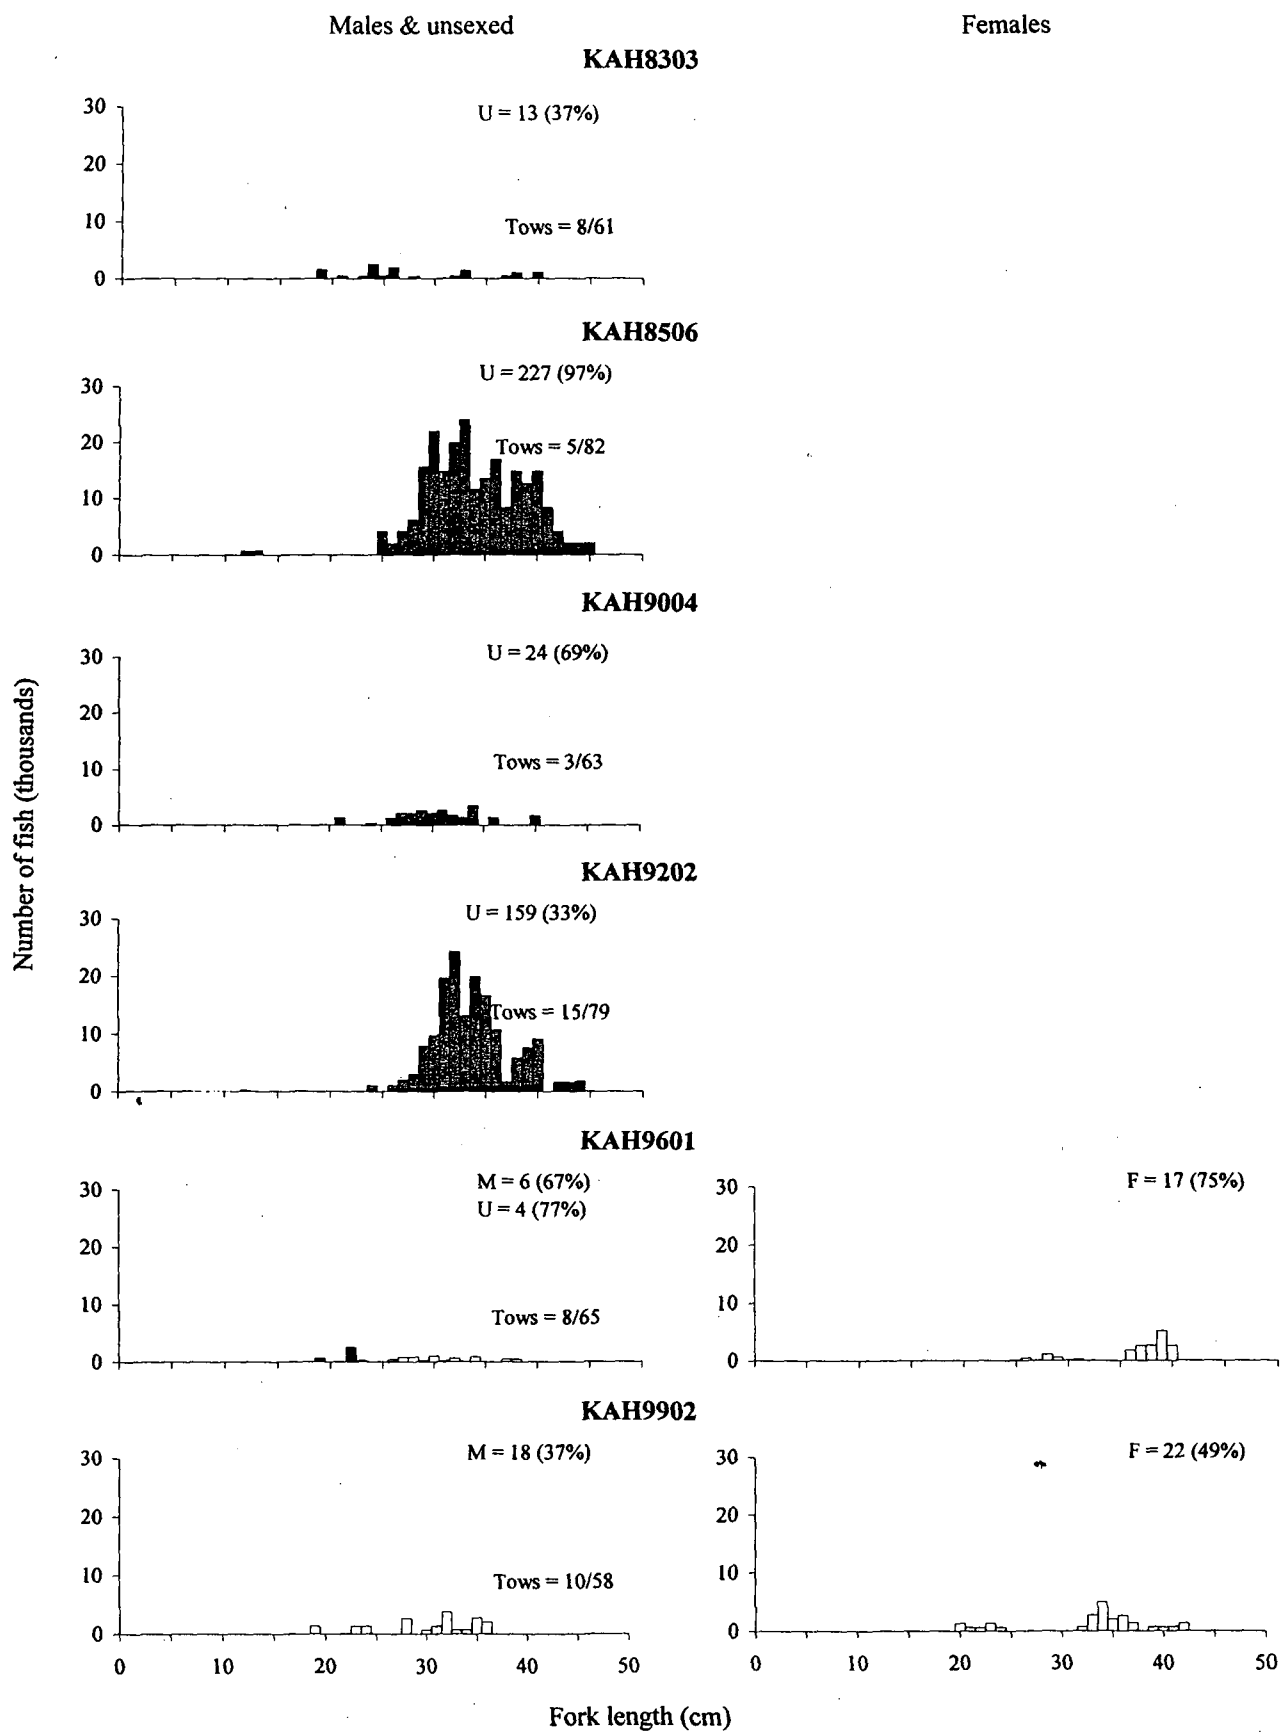 Males & unsexed
Females
KAH8303
30
U = 13 (37%)
20
10
Tows = 8/61
0
KAH8506
30
U = 227 (97%)
20
Tows = 5/82
10
0
KAH9004
30
U = 24 (69%)
20
10
Tows = 3/63
0
Number of fish (thousands)
KAH9202
30
U = 159 (33%)
20
10
Tows = 15/79
0
KAH9601
30
M = 6 (67%)
U = 4 (77%)
20
10
Tows = 8/65
0
30
F = 17 (75%)
20
10
0
KAH9902
30
M = 18 (37%)
20
10
Tows = 10/58
0
0 10 20 30 40 50
30
F = 22 (49%)
20
10
0
0 10 20 30 40 50
Fork length (cm)